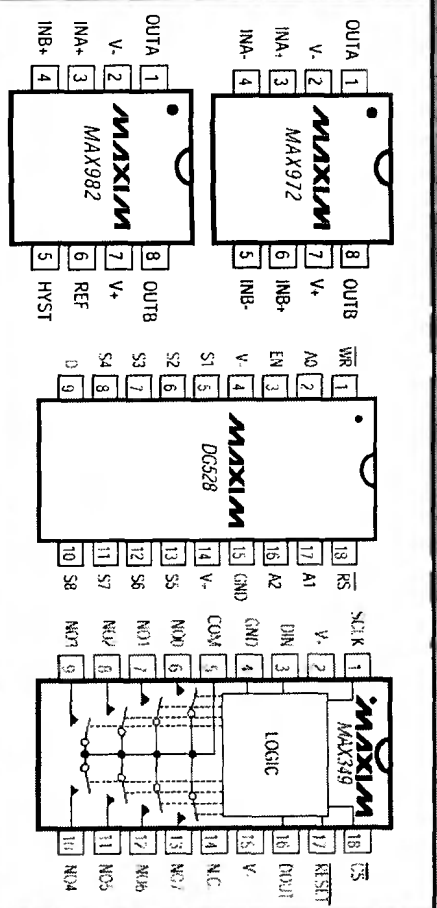 OUTA 1 8 OUTB
V- 2 7 V+
INA+ 3 6 INB+
INA- 4 5 INB-
MAXIM
MAX972
OUTA 1 8 OUTB
V- 2 7 V+
INA+ 3 6 REF
INB+ 4 5 HYST
MAXIM
MAX982
WR 1 18 RS
A0 2 17 A1
EN 3 16 A2
V- 4 15 GND
S1 5 14 V+
S2 6 13 S5
S3 7 12 S6
S4 8 11 S7
D 9 10 S8
MAXIM
DG528
MAXIM
MAX349
SCLK 1 18 CS
V+ 2 17 RESET
DIN 3 16 DOUT
GND 4 15 V-
COM 5 14 N.C.
NO0 6 13 NO7
NO1 7 12 NO6
NO2 8 11 NO5
NO3 9 10 NO4
LOGIC